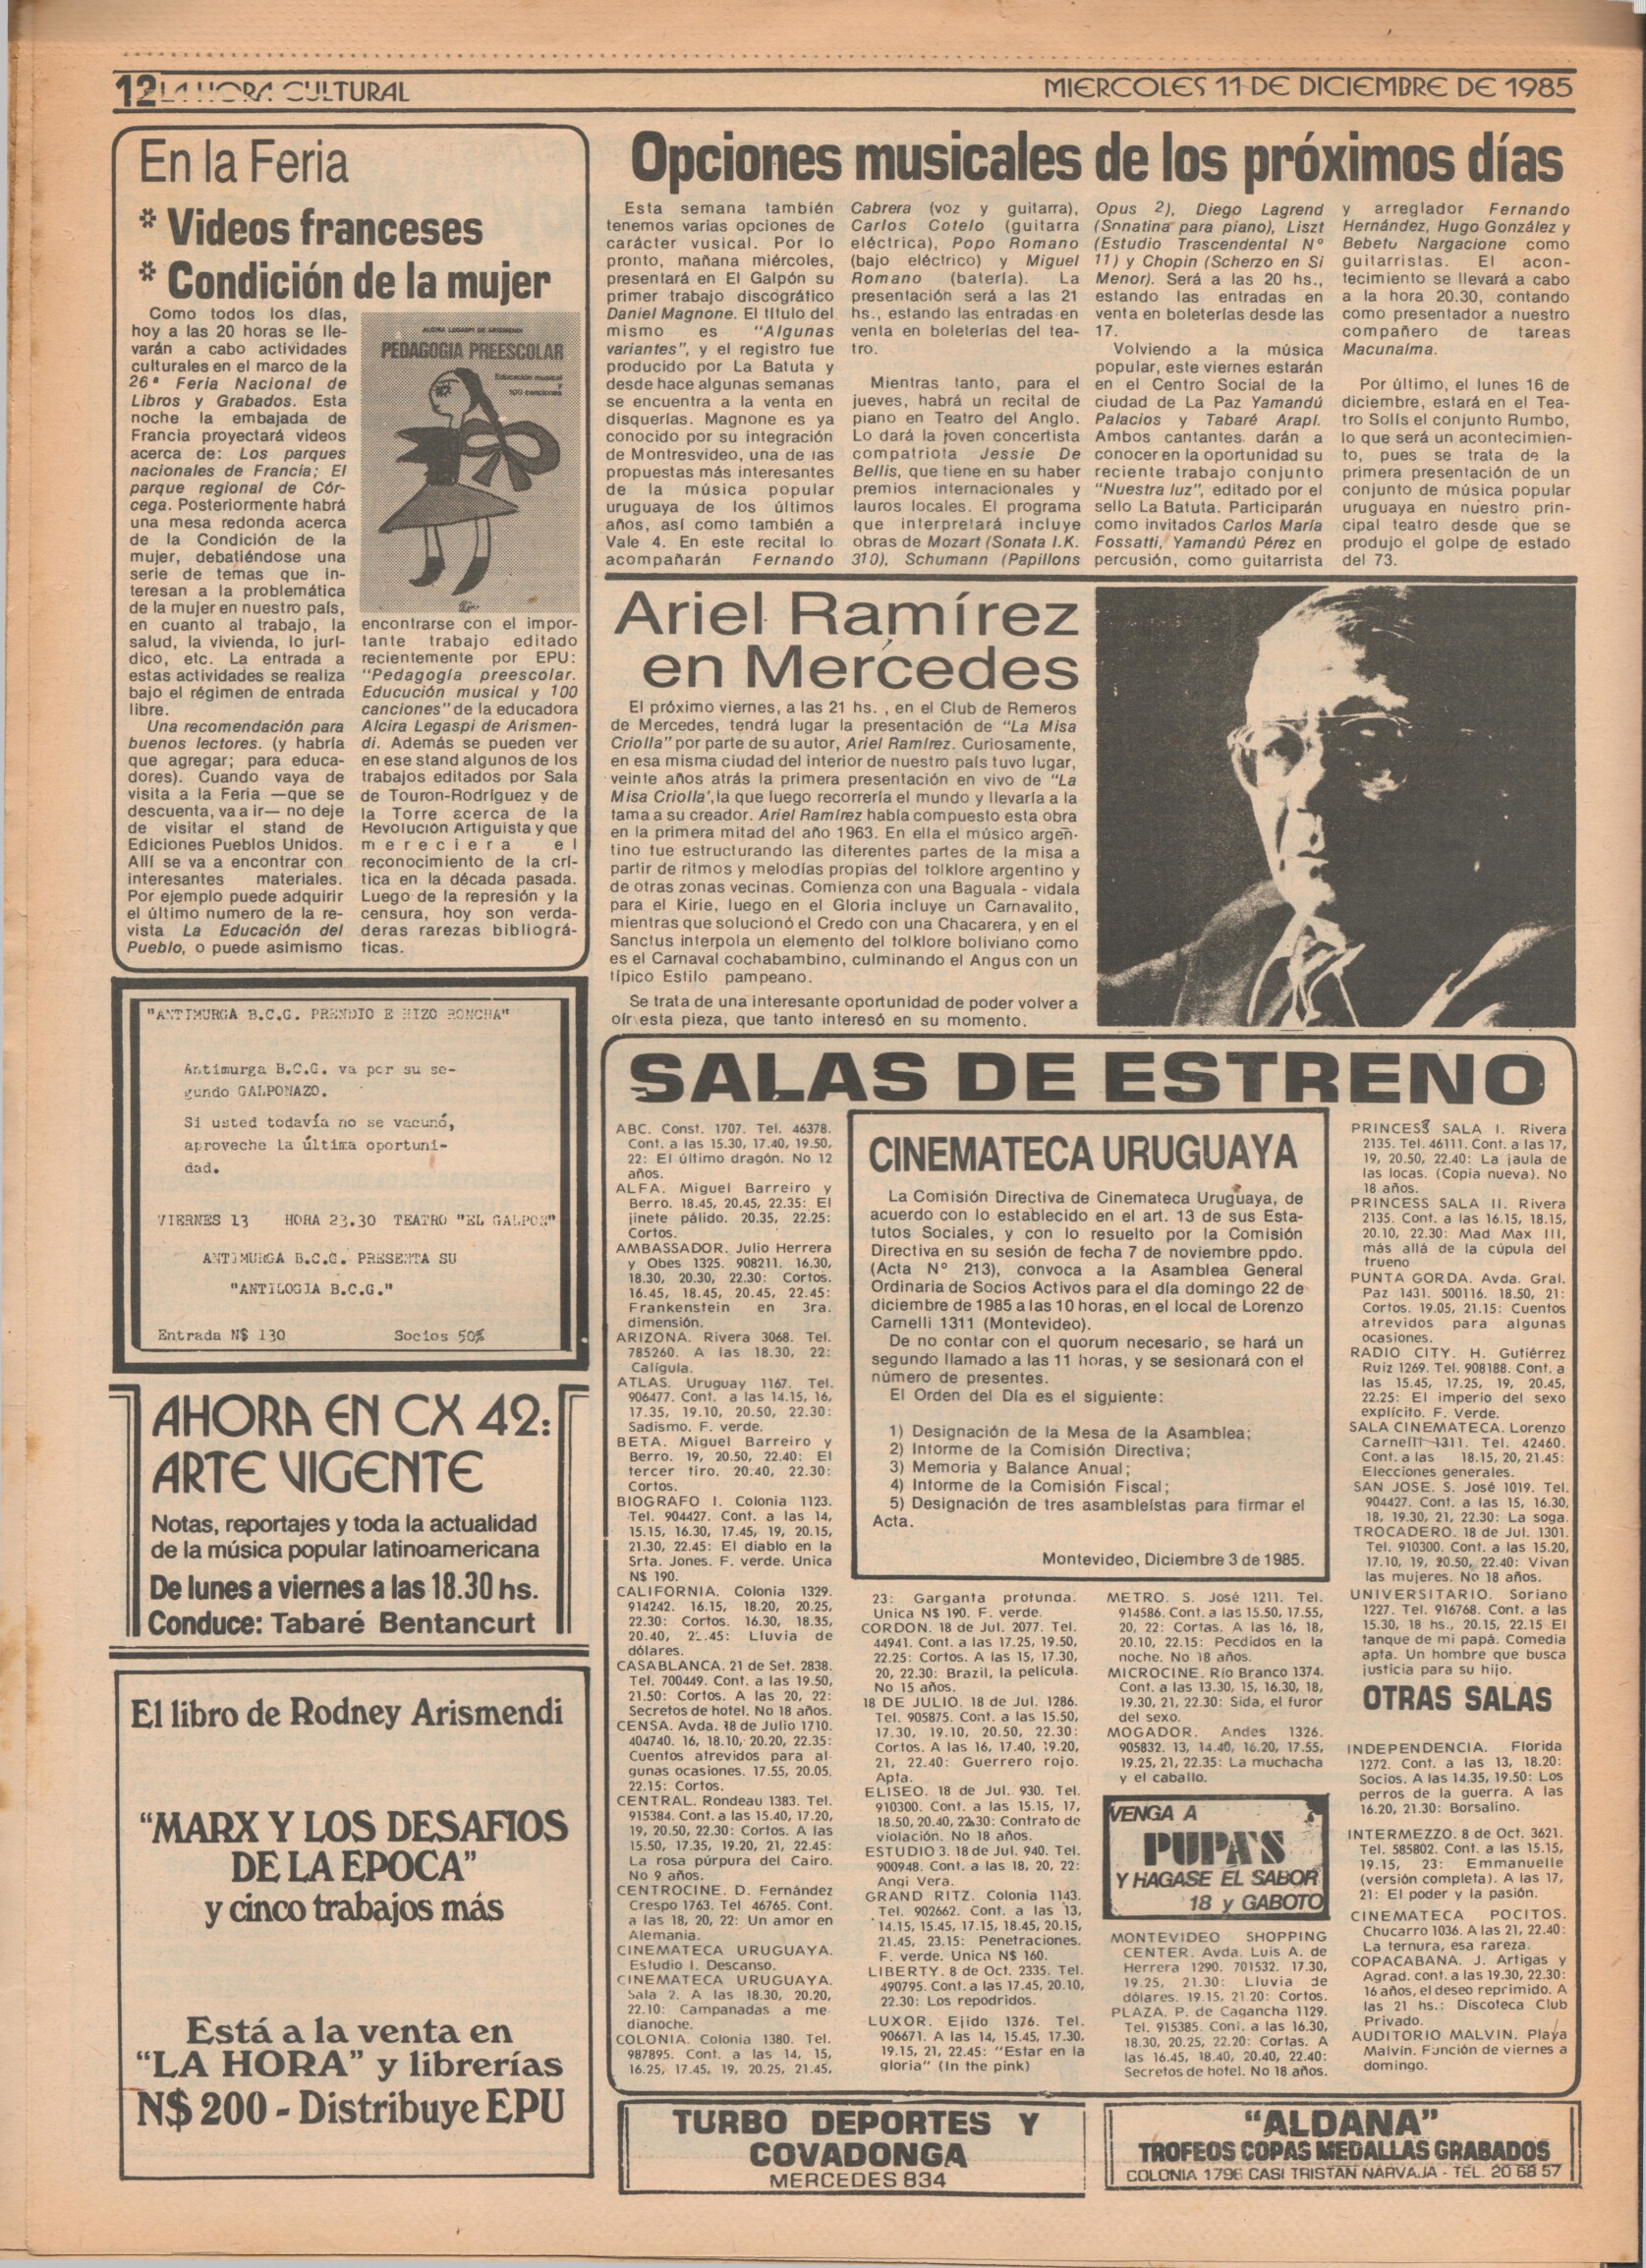 12 LA HORA CULTURAL
MIERCOLES 11 DE DICIEMBRE DE 1985
En la Feria
* Videos franceses
* Condición de la mujer
Como todos los días,
hoy a las 20 horas se lle-
varán a cabo actividades
culturales en el marco de la
26ª Feria Nacional de
Libros y Grabados. Esta
noche la embajada de
Francia proyectará videos
acerca de: Los parques
nacionales de Francia; El
parque regional de Cór-
cega. Posteriormente habrá
una mesa redonda acerca
de la Condición de la
mujer, debatiéndose una
serie de temas que in-
teresan a la problemática
de la mujer en nuestro país,
en cuanto al trabajo, la
salud, la vivienda, lo jurí-
dico, etc. La entrada a
estas actividades se realiza
bajo el régimen de entrada
libre.
Una recomendación para
buenos lectores. (y habría
que agregar; para educa-
dores). Cuando vaya de
visita a la Feria —que se
descuenta, va a ir— no deje
de visitar el stand de
Ediciones Pueblos Unidos.
Allí se va a encontrar con
interesantes materiales.
Por ejemplo puede adquirir
el último numero de la re-
vista La Educación del
Pueblo, o puede asimismo
ALCIRA LEGASPI DE ARISMENDI
PEDAGOGIA PREESCOLAR
Educación musical
y
100 canciones
encontrarse con el impor-
tante trabajo editado
recientemente por EPU:
"Pedagogía preescolar.
Educución musical y 100
canciones" de la educadora
Alcira Legaspi de Arismen-
di. Además se pueden ver
en ese stand algunos de los
trabajos editados por Sala
de Touron-Rodríguez y de
la Torre acerca de la
Revolución Artiguista y que
mereciera el
reconocimiento de la crí-
tica en la década pasada.
Luego de la represión y la
censura, hoy son verda-
deras rarezas bibliográ-
ficas.
Opciones musicales de los próximos días
Esta semana también
tenemos varias opciones de
carácter vusical. Por lo
pronto, mañana miércoles,
presentará en El Galpón su
primer trabajo discogrático
Daniel Magnone. El título del
mismo es "Algunas
variantes", y el registro fue
producido por La Batuta y
desde hace algunas semanas
se encuentra a la venta en
disquerías. Magnone es ya
conocido por su integración
de Montresvideo, una de las
propuestas más interesantes
de la música popular
uruguaya de los últimos
años, así como también a
Vale 4. En este recital lo
acompañarán Fernando
Cabrera (voz y guitarra),
Carlos Cotelo (guitarra
eléctrica), Popo Romano
(bajo eléctrico) y Miguel
Romano (batería). La
presentación será a las 21
hs., estando las entradas en
venta en boleterías del tea-
tro.
Mientras tanto, para el
jueves, habrá un recital de
piano en Teatro del Anglo.
Lo dará la joven concertista
compatriota Jessie De
Bellis, que tiene en su haber
premios internacionales y
lauros locales. El programa
que interpretará incluye
obras de Mozart (Sonata I.K.
310), Schumann (Papillons
Opus 2), Diego Lagrend
(Sonatina para piano), Liszt
(Estudio Trascendental Nº
11) y Chopin (Scherzo en Si
Menor). Será a las 20 hs.,
estando las entradas en
venta en boleterías desde las
17.
Volviendo a la música
popular, este viernes estarán
en el Centro Social de la
ciudad de La Paz Yamandú
Palacios y Tabaré Arapí.
Ambos cantantes darán a
conocer en la oportunidad su
reciente trabajo conjunto
"Nuestra luz", editado por el
sello La Batuta. Participarán
como invitados Carlos María
Fossatti, Yamandú Pérez en
percusión, como guitarrista
y arreglador Fernando
Hernández, Hugo González y
Bebetu Nargacione como
guitarristas. El acon-
tecimiento se llevará a cabo
a la hora 20.30, contando
como presentador a nuestro
compañero de tareas
Macunaíma.
Por último, el lunes 16 de
diciembre, estará en el Tea-
tro Solís el conjunto Rumbo,
lo que será un acontecimien-
to, pues se trata de la
primera presentación de un
conjunto de música popular
uruguaya en nuestro prin-
cipal teatro desde que se
produjo el golpe de estado
del 73.
Ariel Ramírez
en Mercedes
El próximo viernes, a las 21 hs. , en el Club de Remeros
de Mercedes, tendrá lugar la presentación de "La Misa
Criolla" por parte de su autor, Ariel Ramírez. Curiosamente,
en esa misma ciudad del interior de nuestro país tuvo lugar,
veinte años atrás la primera presentación en vivo de "La
Misa Criolla', la que luego recorrería el mundo y llevaría a la
tama a su creador. Ariel Ramírez había compuesto esta obra
en la primera mitad del año 1963. En ella el músico argen-
tino fue estructurando las diferentes partes de la misa a
partir de ritmos y melodías propias del tolklore argentino y
de otras zonas vecinas. Comienza con una Baguala - vidala
para el Kirie, luego en el Gloria incluye un Carnavalito,
mientras que solucionó el Credo con una Chacarera, y en el
Sanctus interpola un elemento del tolklore boliviano como
es el Carnaval cochabambino, culminando el Angus con un
típico Estilo pampeano.
Se trata de una interesante oportunidad de poder volver a
oír esta pieza, que tanto interesó en su momento.
"ANTIMURGA B.C.G. PRENDIO E HIZO RONCHA"
Antimurga B.C.G. va por su se-
gundo GALPONAZO.
Si usted todavía no se vacunó,
aproveche la última oportuni-
dad.
VIERNES 13 HORA 23.30 TEATRO "EL GALPON"
ANTIMURGA B.C.G. PRESENTA SU
"ANTILOGIA B.C.G."
Entrada N$ 130 Socios 50%
AHORA EN CX 42:
ARTE VIGENTE
Notas, reportajes y toda la actualidad
de la música popular latinoamericana
De lunes a viernes a las 18.30 hs.
Conduce: Tabaré Bentancurt
El libro de Rodney Arismendi
"MARX Y LOS DESAFIOS
DE LA EPOCA"
y cinco trabajos más
Está a la venta en
"LA HORA" y librerías
N$ 200 - Distribuye EPU
SALAS DE ESTRENO
ABC. Const. 1707. Tel. 46378.
Cont. a las 15.30, 17.40, 19.50,
22: El último dragón. No 12
años.
ALFA. Miguel Barreiro y
Berro. 18.45, 20.45, 22.35: El
jinete pálido. 20.35, 22.25:
Cortos.
AMBASSADOR. Julio Herrera
y Obes 1325. 908211. 16.30,
18.30, 20.30, 22.30: Cortos.
16.45, 18.45, 20.45, 22.45:
Frankenstein en 3ra.
dimensión.
ARIZONA. Rivera 3068. Tel.
785260. A las 18.30, 22:
Calígula.
ATLAS. Uruguay 1167. Tel.
906477. Cont. a las 14.15, 16,
17.35, 19.10, 20.50, 22.30:
Sadismo. F. verde.
BETA. Miguel Barreiro y
Berro. 19, 20.50, 22.40: El
tercer tiro. 20.40, 22.30:
Cortos.
BIOGRAFO I. Colonia 1123.
Tel. 904427. Cont. a las 14,
15.15, 16.30, 17.45, 19, 20.15,
21.30, 22.45: El diablo en la
Srta. Jones. F. verde. Unica
N$ 190.
CALIFORNIA. Colonia 1329.
914242. 16.15, 18.20, 20.25,
22.30: Cortos. 16.30, 18.35,
20.40, 22.45: Lluvia de
dólares.
CASABLANCA. 21 de Set. 2838.
Tel. 700449. Cont. a las 19.50,
21.50: Cortos. A las 20, 22:
Secretos de hotel. No 18 años.
CENSA. Avda. 18 de Julio 1710.
404740. 16, 18.10, 20.20, 22.35:
Cuentos atrevidos para al-
gunas ocasiones. 17.55, 20.05,
22.15: Cortos.
CENTRAL. Rondeau 1383. Tel.
915384. Cont. a las 15.40, 17.20,
19, 20.50, 22.30: Cortos. A las
15.50, 17.35, 19.20, 21, 22.45:
La rosa púrpura del Cairo.
No 9 años.
CENTROCINE. D. Fernández
Crespo 1763. Tel 46765. Cont.
a las 18, 20, 22: Un amor en
Alemania.
CINEMATECA URUGUAYA.
Estudio I. Descanso.
CINEMATECA URUGUAYA.
Sala 2. A las 18.30, 20.20,
22.10: Campanadas a me
dianoche.
COLONIA. Colonia 1380. Tel.
987895. Cont. a las 14, 15,
16.25, 17.45, 19, 20.25, 21.45,
CINEMATECA URUGUAYA
La Comisión Directiva de Cinemateca Uruguaya, de
acuerdo con lo establecido en el art. 13 de sus Esta-
tutos Sociales, y con lo resuelto por la Comisión
Directiva en su sesión de fecha 7 de noviembre ppdo.
(Acta Nº 213), convoca a la Asamblea General
Ordinaria de Socios Activos para el día domingo 22 de
diciembre de 1985 a las 10 horas, en el local de Lorenzo
Carnelli 1311 (Montevideo).
De no contar con el quorum necesario, se hará un
segundo llamado a las 11 horas, y se sesionará con el
número de presentes.
El Orden del Día es el siguiente:
1) Designación de la Mesa de la Asamblea;
2) Informe de la Comisión Directiva;
3) Memoria y Balance Anual;
4) Informe de la Comisión Fiscal;
5) Designación de tres asambleístas para firmar el
Acta.
Montevideo, Diciembre 3 de 1985.
23: Garganta profunda.
Unica N$ 190. F. verde.
CORDON. 18 de Jul. 2077. Tel.
44941. Cont. a las 17.25, 19.50,
22.25: Cortos. A las 15, 17.30,
20, 22.30: Brazil, la película.
No 15 años.
18 DE JULIO. 18 de Jul. 1286.
Tel. 905875. Cont. a las 15.50,
17.30, 19.10, 20.50, 22.30:
Cortos. A las 16, 17.40, 19.20,
21, 22.40: Guerrero rojo.
Apta.
ELISEO. 18 de Jul. 930. Tel.
910300. Cont. a las 15.15, 17,
18.50, 20.40, 22.30: Contrato de
violación. No 18 años.
ESTUDIO 3. 18 de Jul. 940. Tel.
900948. Cont. a las 18, 20, 22:
Angi Vera.
GRAND RITZ. Colonia 1143.
Tel. 902662. Cont. a las 13,
14.15, 15.45, 17.15, 18.45, 20.15,
21.45, 23.15: Penetraciones.
F. verde. Unica N$ 160.
LIBERTY. 8 de Oct. 2335. Tel.
490795. Cont. a las 17.45, 20.10,
22.30: Los repodridos.
LUXOR. Ejido 1376. Tel.
906671. A las 14, 15.45, 17.30,
19.15, 21, 22.45: "Estar en la
gloria" (In the pink)
METRO. S. José 1211. Tel.
914586. Cont. a las 15.50, 17.55,
20, 22: Cortas. A las 16, 18,
20.10, 22.15: Pecdidos en la
noche. No 18 años.
MICROCINE. Río Branco 1374.
Cont. a las 13.30, 15, 16.30, 18,
19.30, 21, 22.30: Sida, el furor
del sexo.
MOGADOR. Andes 1326.
905832. 13, 14.40, 16.20, 17.55,
19.25, 21, 22.35: La muchacha
y el caballo.
VENGA A
PUPA'S
Y HAGASE EL SABOR
18 y GABOTO
MONTEVIDEO SHOPPING
CENTER. Avda. Luis A. de
Herrera 1290. 701532. 17.30,
19.25, 21.30: Lluvia de
dólares. 19.15, 21.20: Cortos.
PLAZA. P. de Cagancha 1129.
Tel. 915385. Cont. a las 16.30,
18.30, 20.25, 22.20: Cortas. A
las 16.45, 18.40, 20.40, 22.40:
Secretos de hotel. No 18 años.
PRINCESS SALA I. Rivera
2135. Tel. 46111. Cont. a las 17,
19, 20.50, 22.40: La jaula de
las locas. (Copia nueva). No
18 años.
PRINCESS SALA II. Rivera
2135. Cont. a las 16.15, 18.15,
20.10, 22.30: Mad Max III,
más allá de la cúpula del
trueno
PUNTA GORDA. Avda. Gral.
Paz 1431. 500116. 18.50, 21:
Cortos. 19.05, 21.15: Cuentos
atrevidos para algunas
ocasiones.
RADIO CITY. H. Gutiérrez
Ruiz 1269. Tel. 908188. Cont. a
las 15.45, 17.25, 19, 20.45,
22.25: El imperio del sexo
explícito. F. Verde.
SALA CINEMATECA. Lorenzo
Carnelli 1311. Tel. 42460.
Cont. a las 18.15, 20, 21.45:
Elecciones generales.
SAN JOSE. S. José 1019. Tel.
904427. Cont. a las 15, 16.30,
18, 19.30, 21, 22.30: La soga.
TROCADERO. 18 de Jul. 1301.
Tel. 910300. Cont. a las 15.20,
17.10, 19, 20.50, 22.40: Vivan
las mujeres. No 18 años.
UNIVERSITARIO. Soriano
1227. Tel. 916768. Cont. a las
15.30, 18 hs., 20.15, 22.15 El
tanque de mi papá. Comedia
apta. Un hombre que busca
justicia para su hijo.
OTRAS SALAS
INDEPENDENCIA. Florida
1272. Cont. a las 13, 18.20:
Socios. A las 14.35, 19.50: Los
perros de la guerra. A las
16.20, 21.30: Borsalino.
INTERMEZZO. 8 de Oct. 3621.
Tel. 585802. Cont. a las 15.15,
19.15, 23: Emmanuelle
(versión completa). A las 17,
21: El poder y la pasión.
CINEMATECA POCITOS.
Chucarro 1036. A las 21, 22.40:
La ternura, esa rareza.
COPACABANA. J. Artigas y
Agrad. cont. a las 19.30, 22.30:
16 años, el deseo reprimido. A
las 21 hs.: Discoteca Club
Privado.
AUDITORIO MALVIN. Playa
Malvín. Función de viernes a
domingo.
TURBO DEPORTES Y
COVADONGA
MERCEDES 834
"ALDANA"
TROFEOS COPAS MEDALLAS GRABADOS
COLONIA 1796 CASI TRISTAN NARVAJA - TEL. 20 68 57